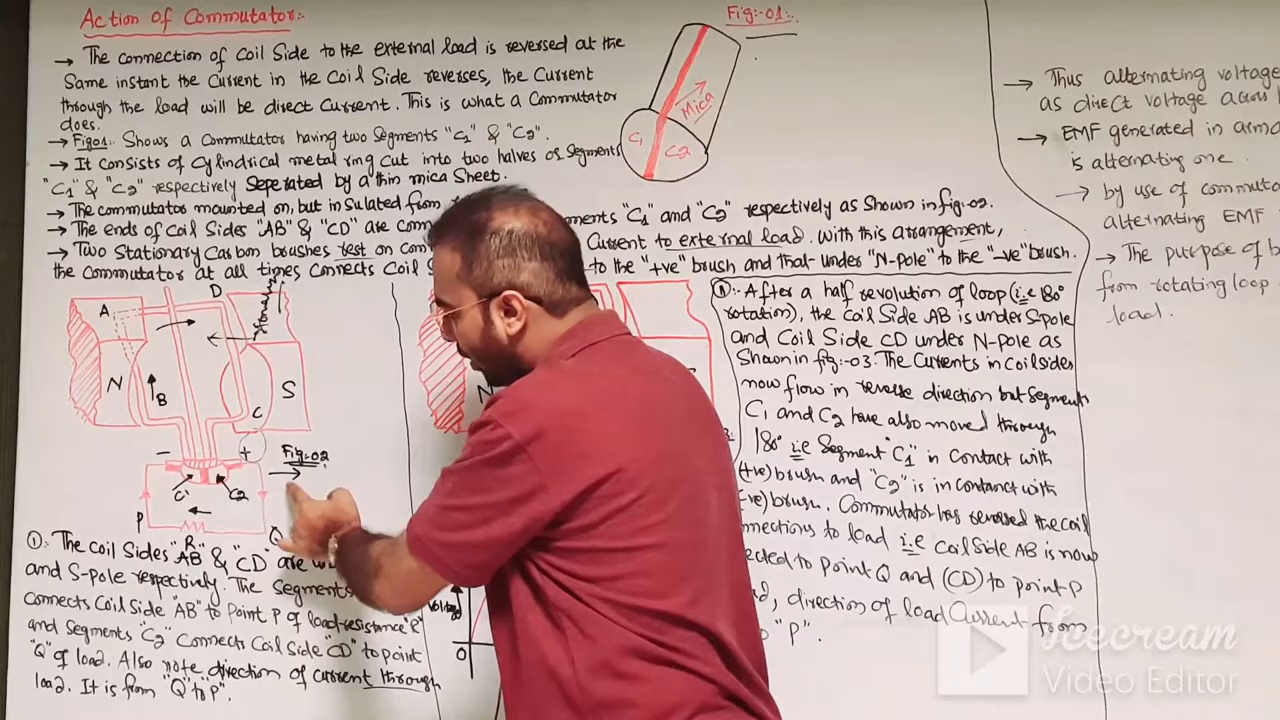 Action of Commutator:-
→ The connection of coil side to the external load is reversed at the
same instant the current in the coil side reverses, the current
through the load will be direct current. This is what a commutator
does.
→ Fig01. Shows a commutator having two segments "C1" & "C2".
→ It consists of cylindrical metal ring cut into two halves or segments
"C1" & "C2" respectively seperated by a thin mica sheet.
→ The commutator mounted on, but insulated from
→ The ends of coil sides "AB" & "CD" are
"C1" and "C2" respectively as shown in fig-02.
→ Two stationary carbon brushes rest on
current to external load. With this arrangement,
the commutator at all times connects coil
to the "+ve" brush and that under "N-pole" to the "-ve" brush.
Fig:-01:-
Mica
C1
C2
A
D
N
B
C
S
-
+
Fig:-02
C1
C2
P
Q
R
①:- The coil sides "AB" & "CD" are
and S-pole respectively. The segments
connects coil side "AB" to point P of load resistance "R"
and segments "C2" connects coil side "CD" to point
"Q" of load. Also note direction of current through
load. It is from "Q" to "P".
N
Voltage
0
:- After a half revolution of loop (i.e 180°
rotation), the coil side AB is under S-pole
and coil side CD under N-pole as
shown in fig:-03. The currents in coil sides
now flow in reverse direction but segments
C1 and C2 have also moved through
180° i.e segment "C1" in contact with
(+ve) brush and "C2" is in contanct with
(-ve) brush. Commutator has reversed the coil
to load i.e coil side AB is now
to point Q and (CD) to point P
direction of load current from
"P".
→ Thus alternating voltage
as direct voltage across
→ EMF generated in
is alternating one.
→ by use of
alternating EMF
→ The purpose of
from rotating loop
load.
Icecream
Video Editor